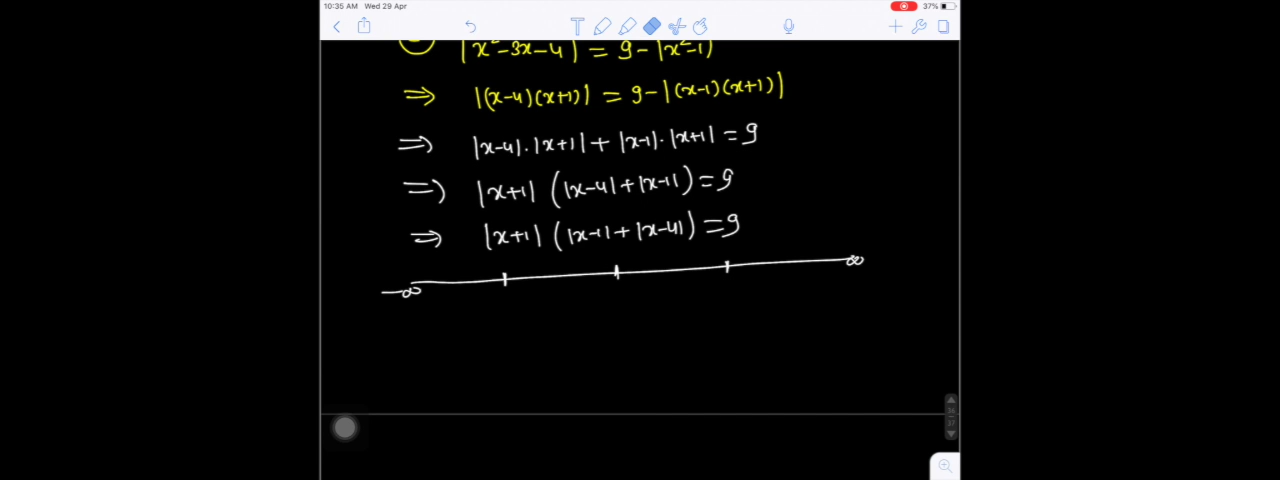 10:35 AM Wed 29 Apr
37%
|x²-3x-4| = 9-|x²-1|
⇒ |(x-4)(x+1)| = 9-|(x-1)(x+1)|
⇒ |x-4|.|x+1|+|x-1|.|x+1|=9
⇒ |x+1| (|x-4|+|x-1|)=9
⇒ |x+1| (|x-1|+|x-4|)=9
-∞ ∞